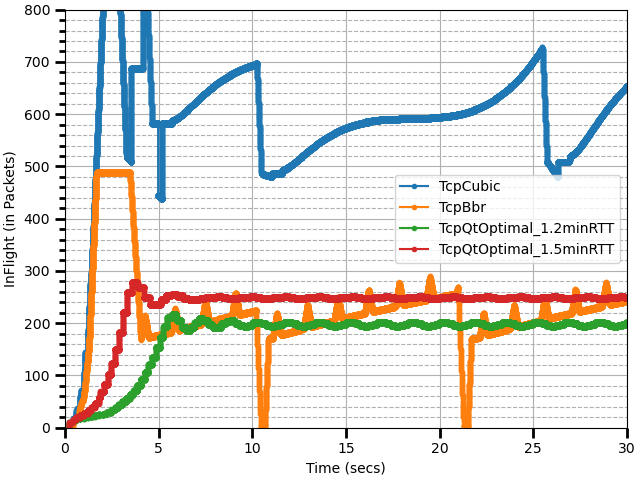 800
700
600
500
400
300
200
100
0
InFlight (in Packets)
TcpCubic
TcpBbr
TcpQtOptimal_1.2minRTT
TcpQtOptimal_1.5minRTT
0 5 10 15 20 25 30
Time (secs)